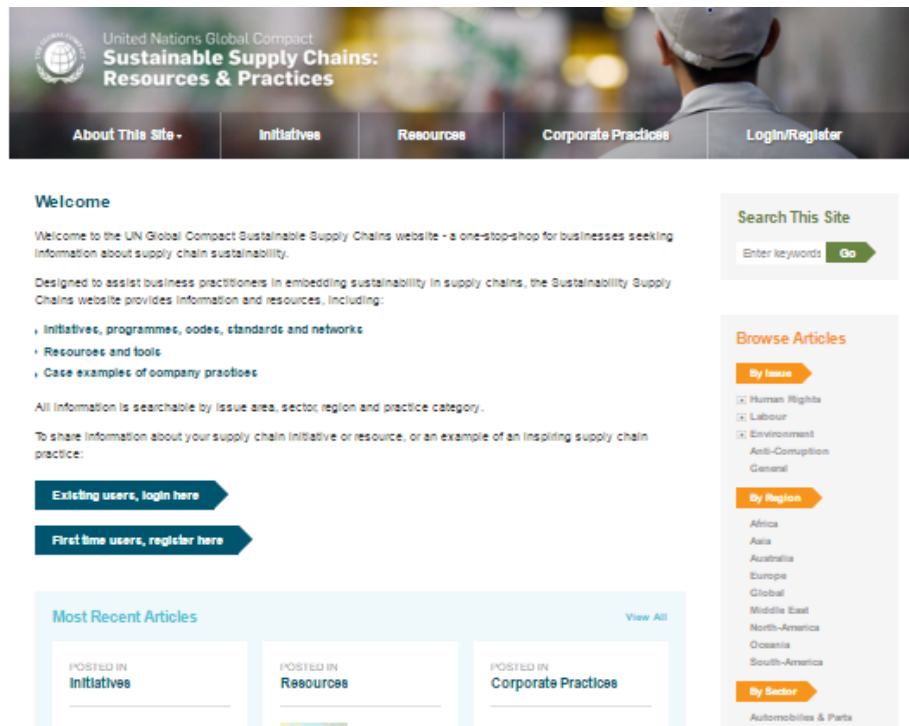 United Nations Global Compact
Sustainable Supply Chains:
Resources & Practices
About This Site
Initiatives
Resources
Corporate Practices
Login/Register
Welcome
Welcome to the UN Global Compact Sustainable Supply Chains website - a one-stop-shop for businesses seeking
information about supply chain sustainability.
Designed to assist business practitioners in embedding sustainability in supply chains, the Sustainability Supply
Chains website provides information and resources, including:
Initiatives, programmes, codes, standards and networks
Resources and tools
Case examples of company practices
All information is searchable by issue area, sector, region and practice category.
To share information about your supply chain initiative or resource, or an example of an inspiring supply chain
practice:
Existing users, login here
First time users, register here
Most Recent Articles
View All
POSTED IN
Initiatives
POSTED IN
Resources
POSTED IN
Corporate Practices
Search This Site
Enter keywords
Go
Browse Articles
By Issue
Human Rights
Labour
Environment
Anti-Corruption
General
By Region
Africa
Asia
Australia
Europe
Global
Middle East
North-America
Oceania
South-America
By Sector
Automobiles & Parts